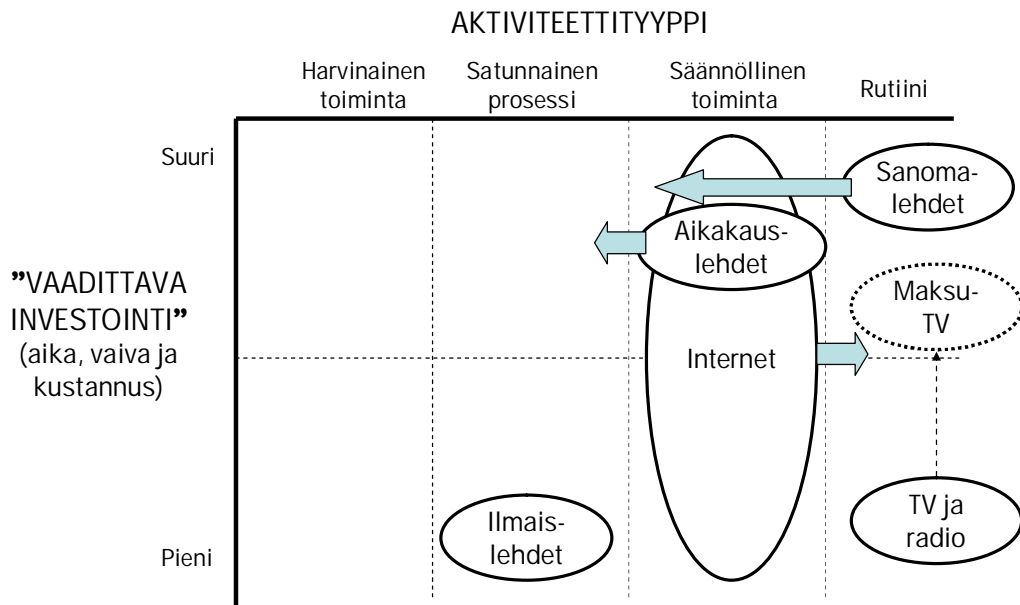 AKTIVITEETTITYYPPI
Harvinainen
toiminta
Satunnainen
prosessi
Säännöllinen
toiminta
Rutiini
Suuri
Sanoma-
lehdet
Aikakaus-
lehdet
”VAADITTAVA
INVESTOINTI”
(aika, vaiva ja
kustannus)
Maksu-
TV
Internet
Ilmais-
lehdet
TV ja
radio
Pieni